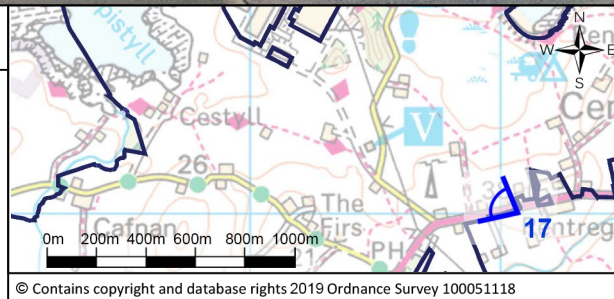 pistyll
N
W E
S
Cestyll
V
26
Cafnan
The
Firs
17
ntreg
21
PH
0m 200m 400m 600m 800m 1000m
© Contains copyright and database rights 2019 Ordnance Survey 100051118